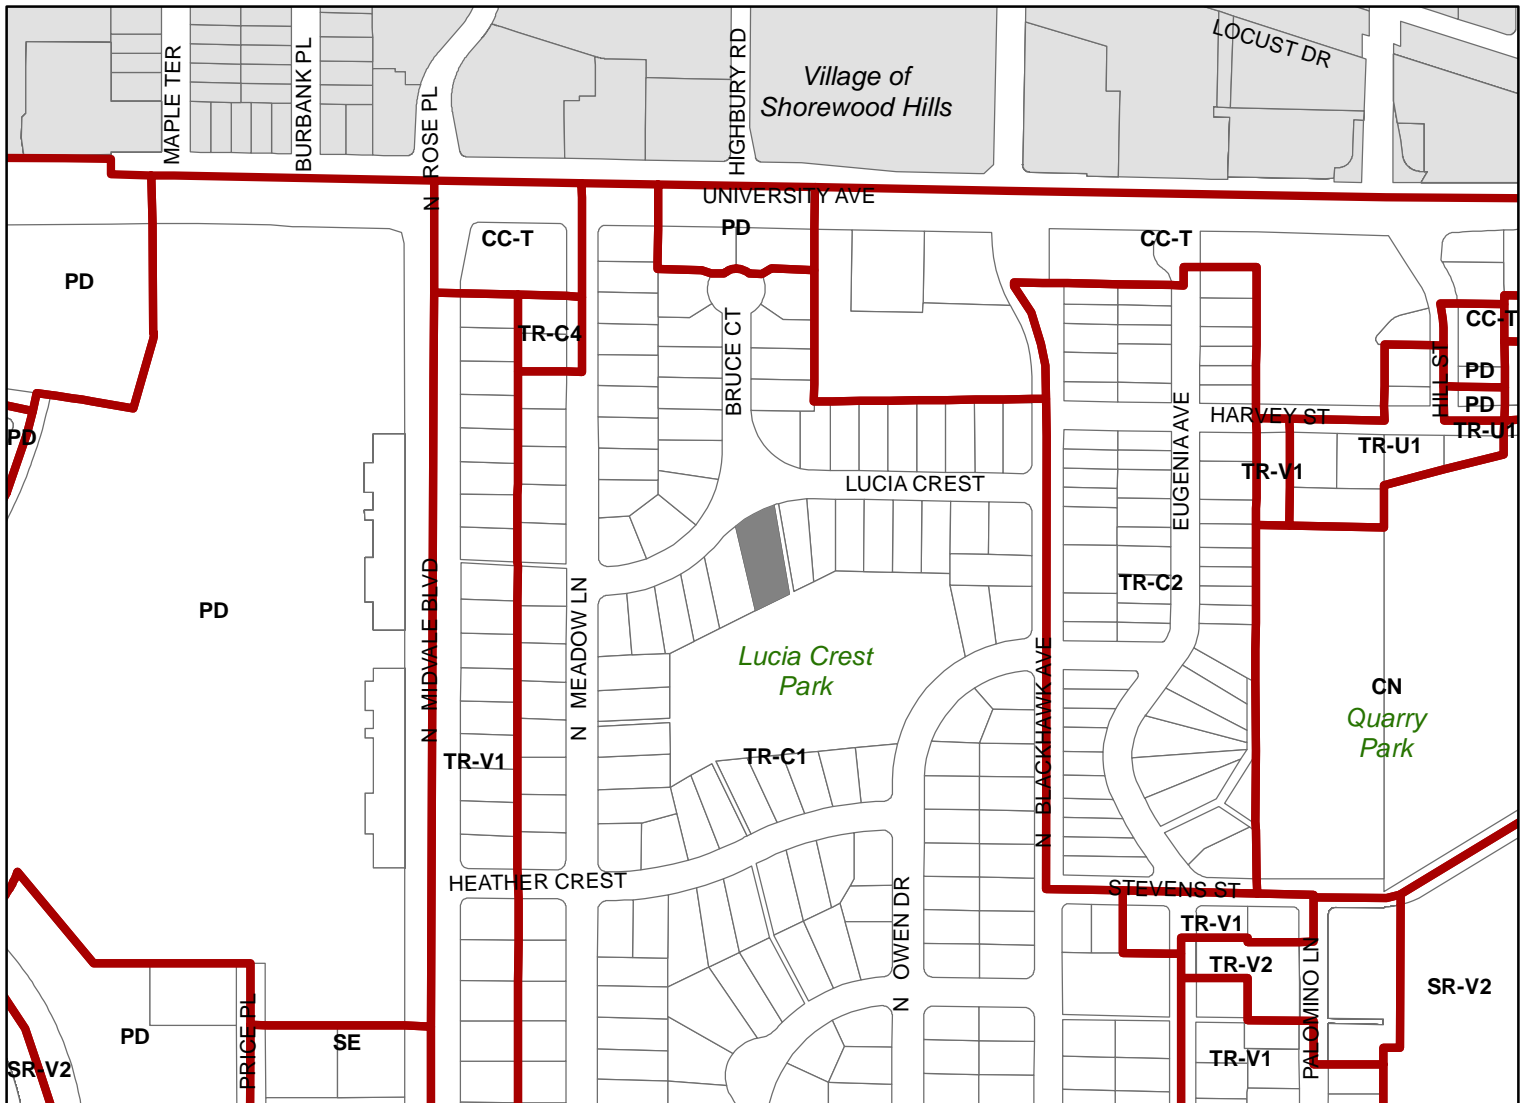 MAPLE TER
BURBANK PL
N ROSE PL
HIGHBURY RD
Village of
Shorewood Hills
LOCUST DR
UNIVERSITY AVE
PD
CC-T
PD
CC-T
TR-C4
BRUCE CT
CC-T
PD
HILL ST
PD
PD
HARVEY ST
TR-U1
TR-U1
TR-V1
EUGENIA AVE
LUCIA CREST
TR-C2
PD
N MIDVALE BLVD
N MEADOW LN
Lucia Crest
Park
N BLACKHAWK AVE
CN
Quarry
Park
TR-V1
TR-C1
HEATHER CREST
STEVENS ST
N OWEN DR
TR-V1
TR-V2
PALOMINO LN
SR-V2
PRICE PL
PD
SE
SR-V2
TR-V1